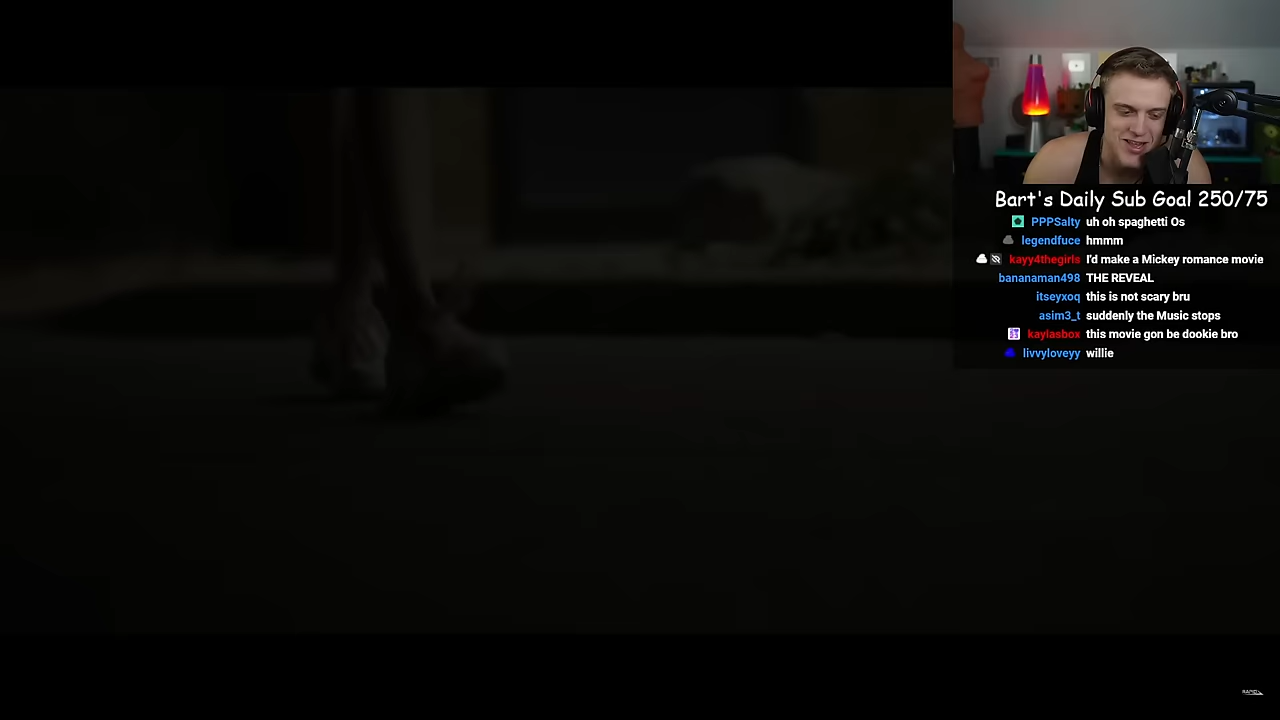 Bart's Daily Sub Goal 250/75
PPPSalty uh oh spaghetti Os
legendfuce hmmm
kayy4thegirls I'd make a Mickey romance movie
bananaman498 THE REVEAL
itseyxoq this is not scary bru
asim3_t suddenly the Music stops
kaylasbox this movie gon be dookie bro
livvyloveyy willie